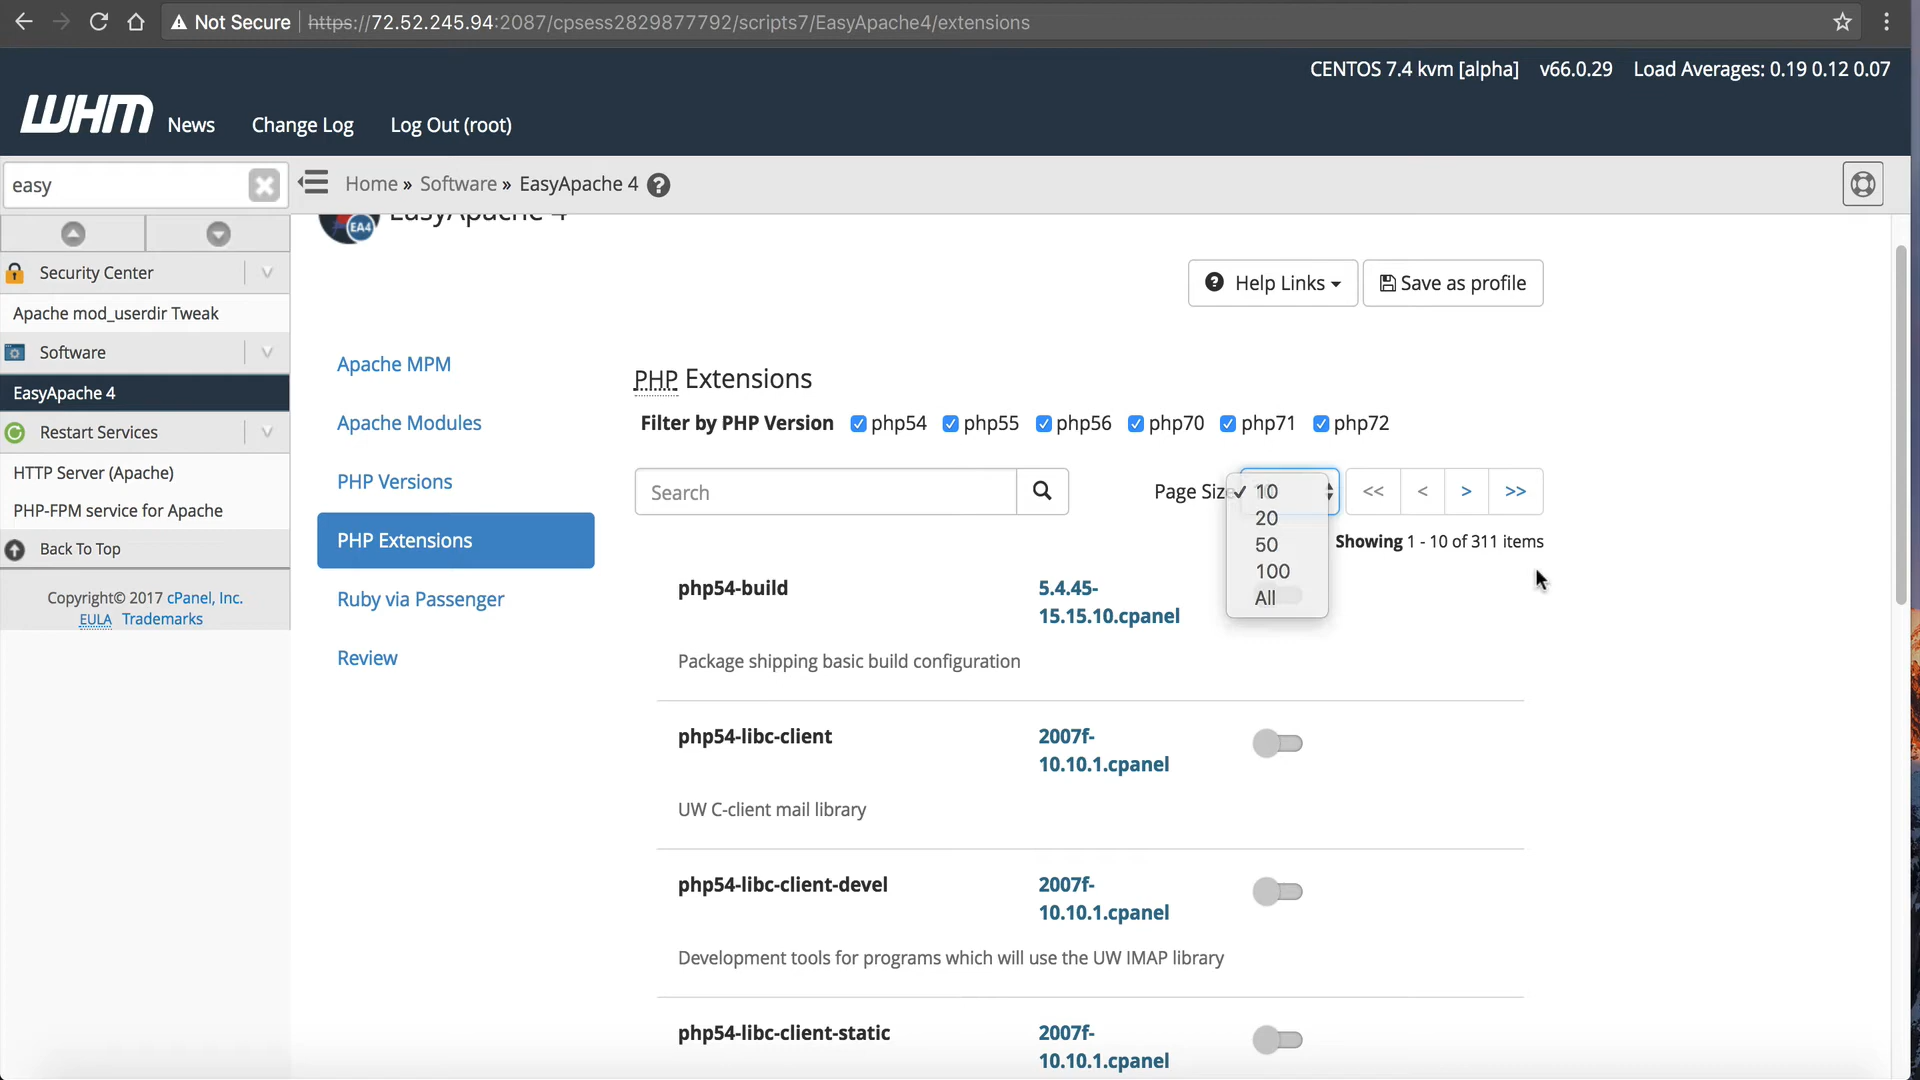 Not Secure https://72.52.245.94:2087/cpsess2829877792/scripts7/EasyApache4/extensions
CENTOS 7.4 kvm [alpha] v66.0.29 Load Averages: 0.19 0.12 0.07
WHM News Change Log Log Out (root)
easy
Home » Software » EasyApache 4
EA4 EasyApache 4
Security Center
Apache mod_userdir Tweak
Software
EasyApache 4
Restart Services
HTTP Server (Apache)
PHP-FPM service for Apache
Back To Top
Copyright© 2017 cPanel, Inc.
EULA Trademarks
Help Links Save as profile
Apache MPM
Apache Modules
PHP Versions
PHP Extensions
Ruby via Passenger
Review
PHP Extensions
Filter by PHP Version php54 php55 php56 php70 php71 php72
Search
Page Size
10
20
50
100
All
<< < > >>
Showing 1 - 10 of 311 items
php54-build
5.4.45-
15.15.10.cpanel
Package shipping basic build configuration
php54-libc-client
2007f-
10.10.1.cpanel
UW C-client mail library
php54-libc-client-devel
2007f-
10.10.1.cpanel
Development tools for programs which will use the UW IMAP library
php54-libc-client-static
2007f-
10.10.1.cpanel